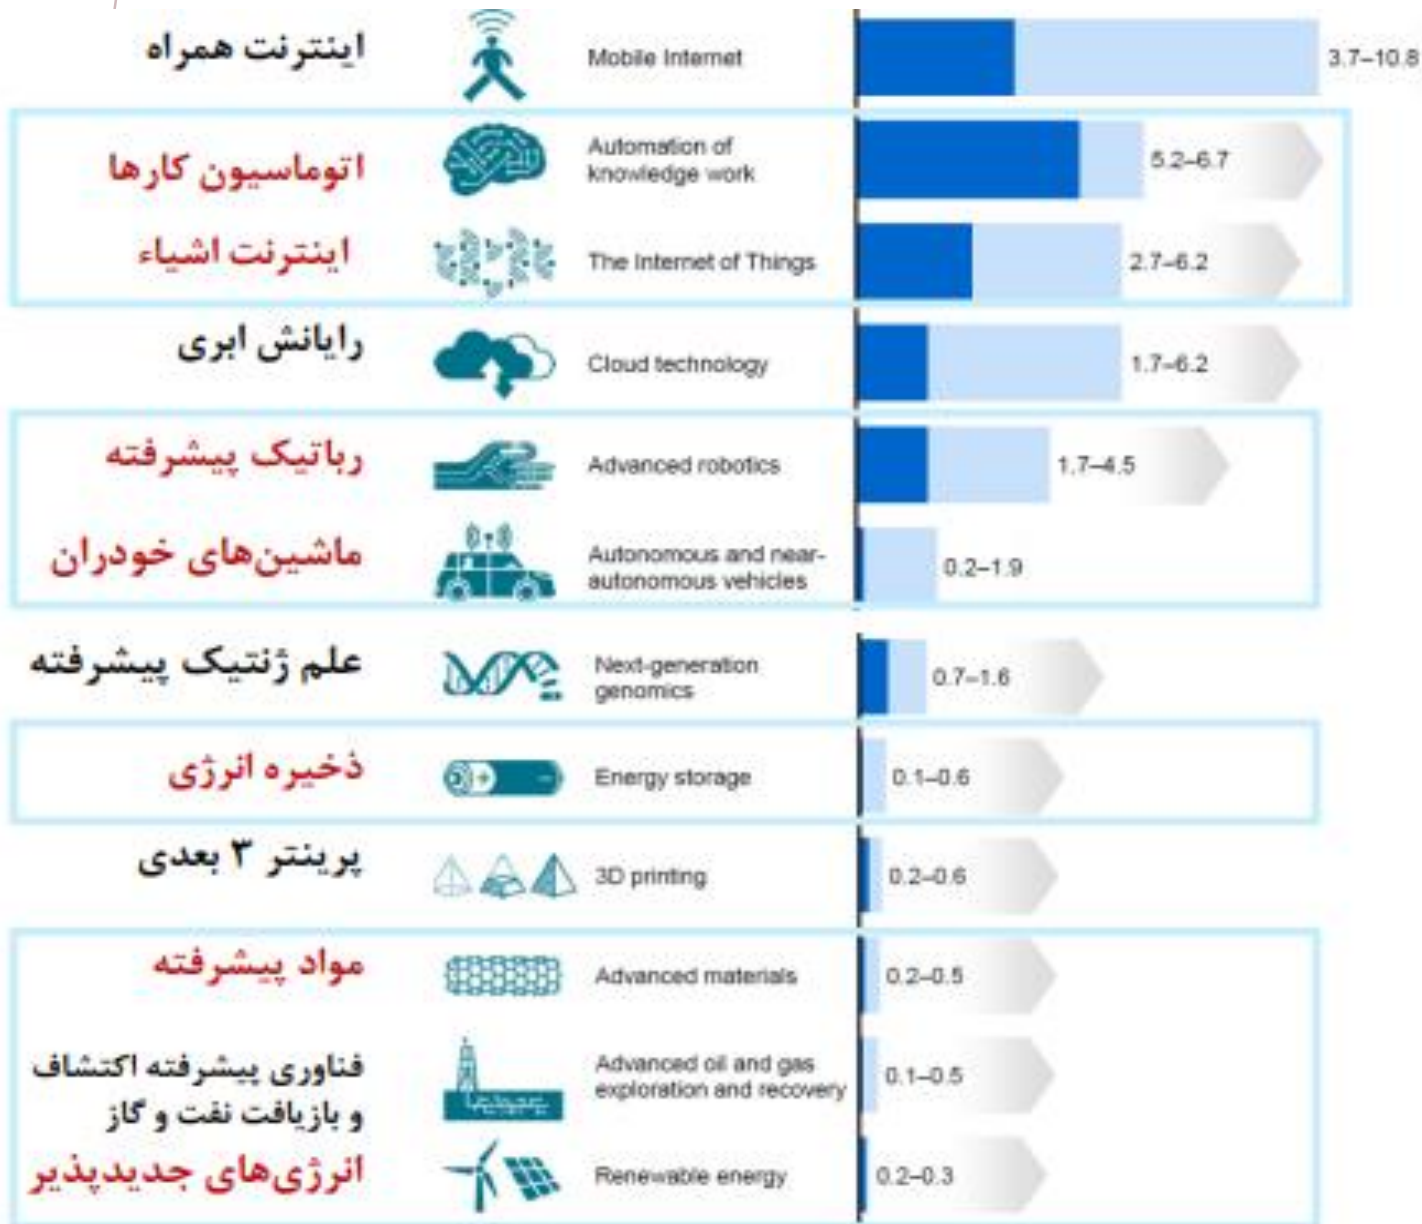 اینترنت همراه
Mobile Internet
3.7–10.8
اتوماسیون کارها
Automation of
knowledge work
5.2–6.7
اینترنت اشیاء
The Internet of Things
2.7–6.2
رایانش ابری
Cloud technology
1.7–6.2
رباتیک پیشرفته
Advanced robotics
1.7–4.5
ماشین‌های خودران
Autonomous and near-
autonomous vehicles
0.2–1.9
علم ژنتیک پیشرفته
Next-generation
genomics
0.7–1.6
ذخیره انرژی
Energy storage
0.1–0.6
پرینتر ۳ بعدی
3D printing
0.2–0.6
مواد پیشرفته
Advanced materials
0.2–0.5
فناوری پیشرفته اکتشاف
و بازیافت نفت و گاز
Advanced oil and gas
exploration and recovery
0.1–0.5
انرژی‌های جدیدپذیر
Renewable energy
0.2–0.3